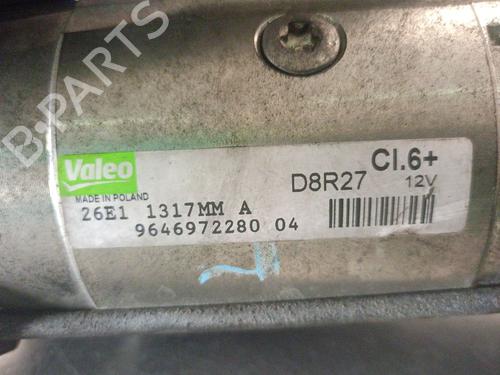 B-PARTS
Valeo
MADE IN POLAND
Cl.6+
D8R27
12V
26E1 1317MM A
9646972280 04